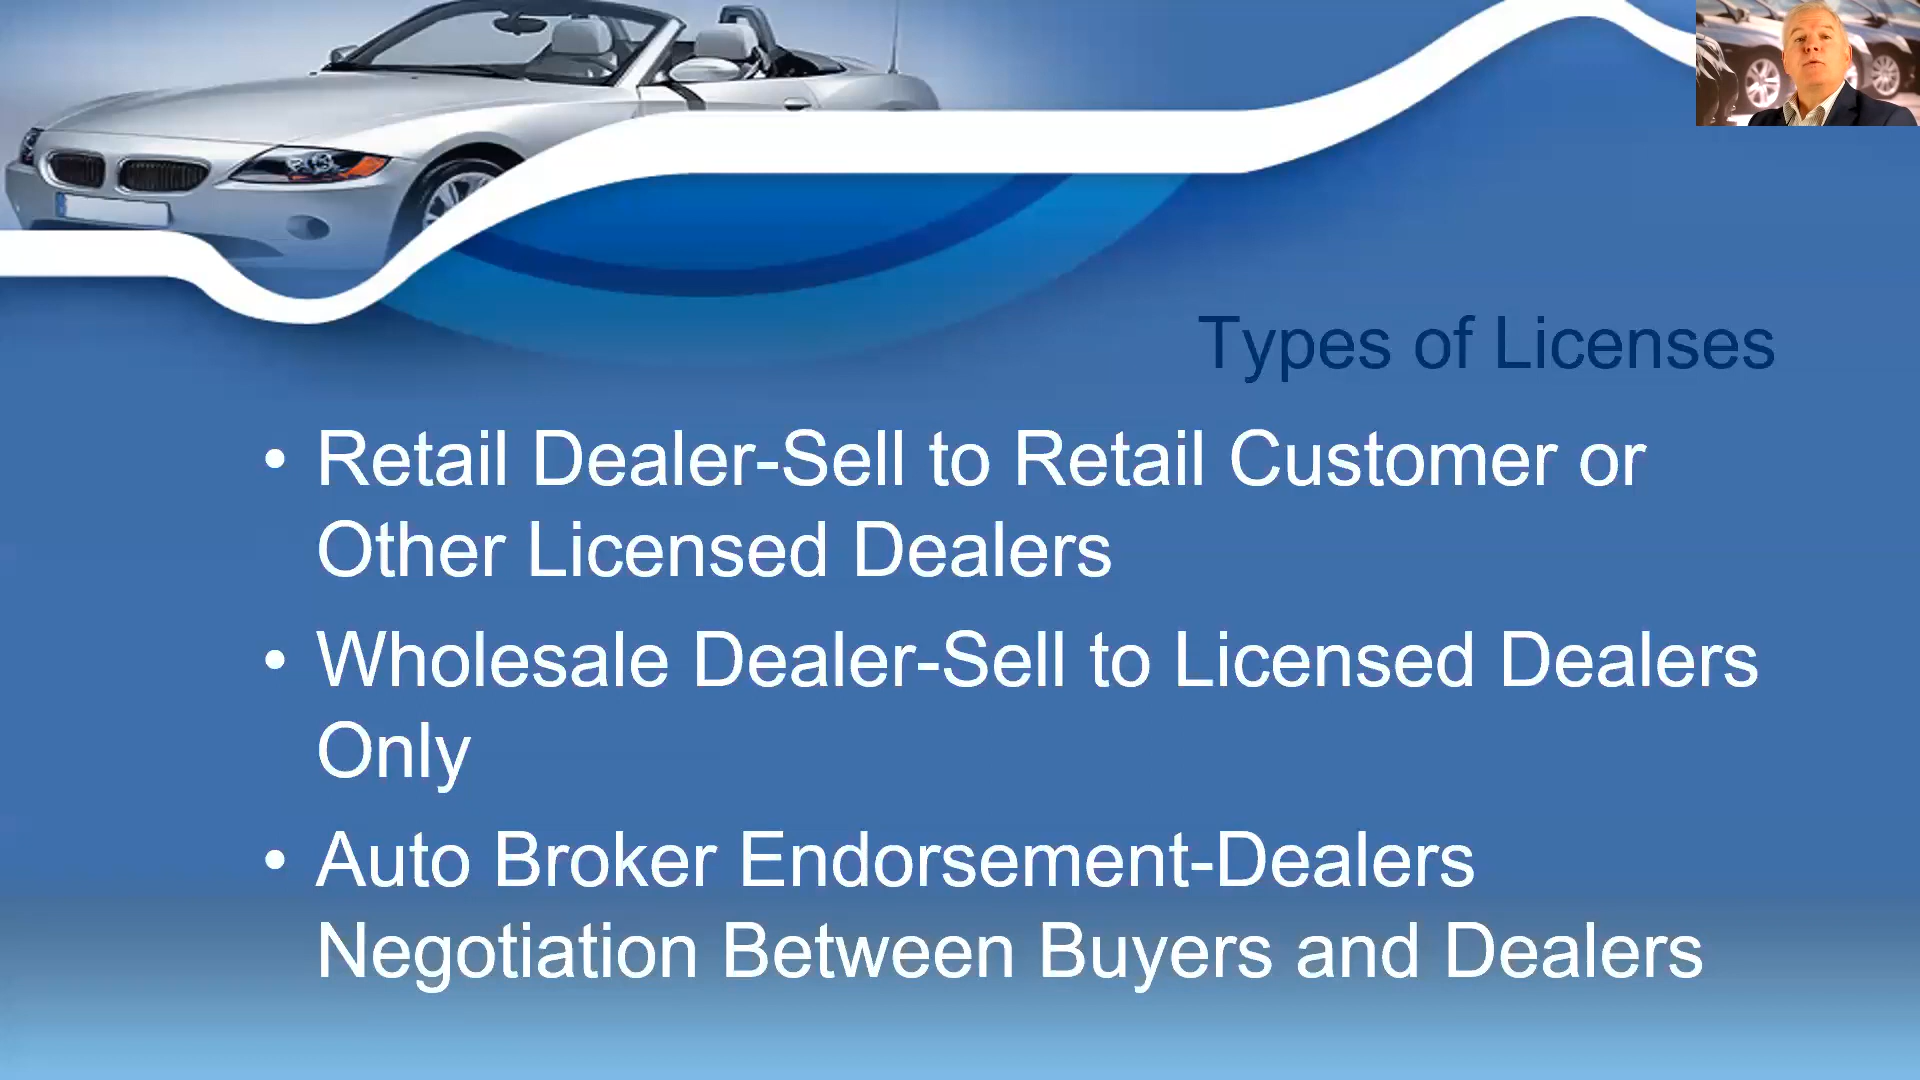 Types of Licenses
• Retail Dealer-Sell to Retail Customer or
Other Licensed Dealers
• Wholesale Dealer-Sell to Licensed Dealers
Only
• Auto Broker Endorsement-Dealers
Negotiation Between Buyers and Dealers